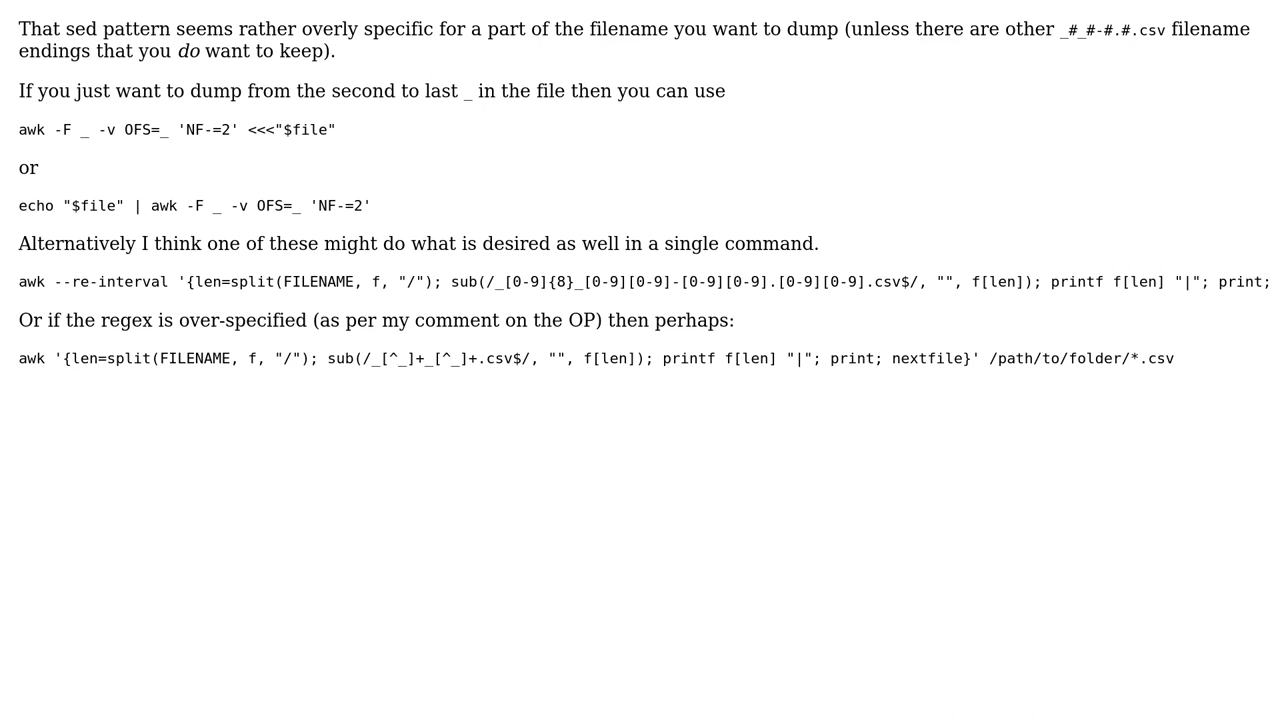 That sed pattern seems rather overly specific for a part of the filename you want to dump (unless there are other _#_#-#.#.csv filename
endings that you do want to keep).
If you just want to dump from the second to last _ in the file then you can use
awk -F _ -v OFS=_ 'NF-=2' <<<"$file"
or
echo "$file" | awk -F _ -v OFS=_ 'NF-=2'
Alternatively I think one of these might do what is desired as well in a single command.
awk --re-interval '{len=split(FILENAME, f, "/"); sub(/_[0-9]{8}_[0-9][0-9]-[0-9][0-9].[0-9][0-9].csv$/, "", f[len]); printf f[len] "|"; print;
Or if the regex is over-specified (as per my comment on the OP) then perhaps:
awk '{len=split(FILENAME, f, "/"); sub(/_[^_]+_[^_]+.csv$/, "", f[len]); printf f[len] "|"; print; nextfile}' /path/to/folder/*.csv